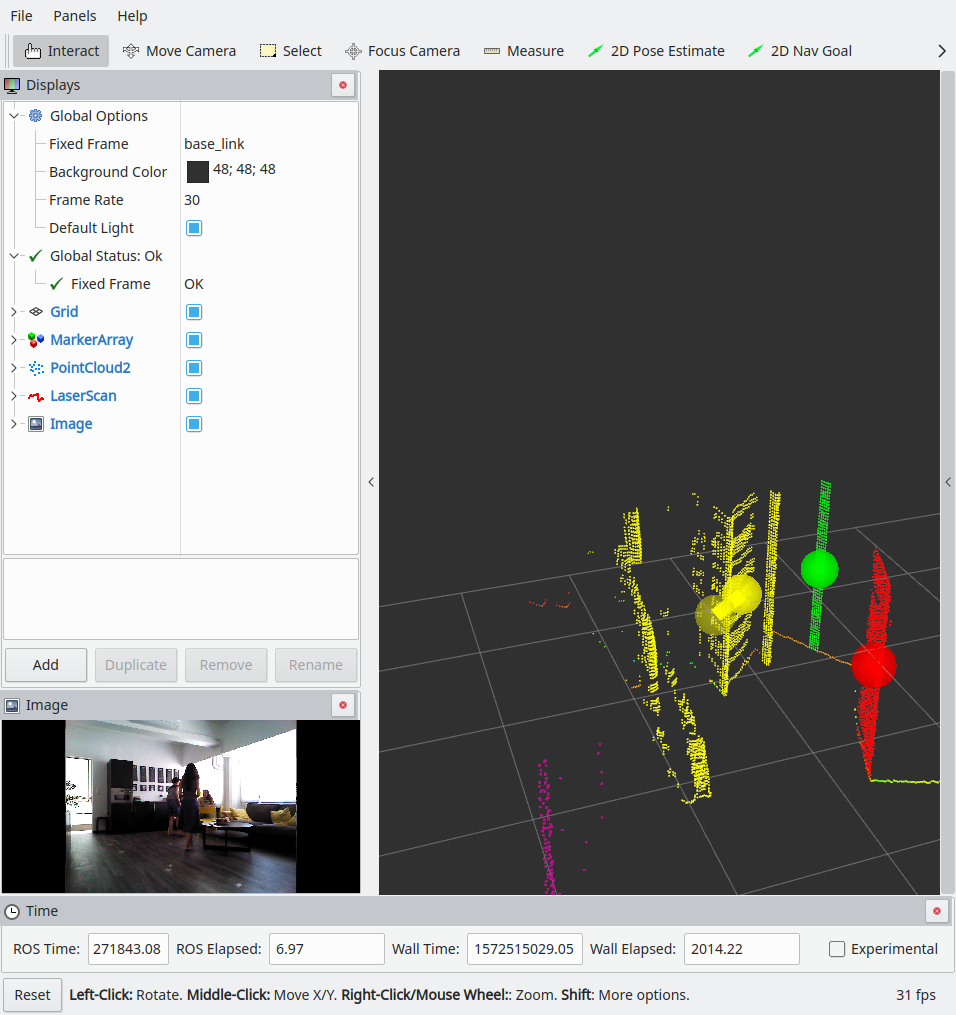 File Panels Help
Interact Move Camera Select Focus Camera Measure 2D Pose Estimate 2D Nav Goal
Displays
Global Options
Fixed Frame base_link
Background Color 48; 48; 48
Frame Rate 30
Default Light
Global Status: Ok
Fixed Frame OK
Grid
MarkerArray
PointCloud2
LaserScan
Image
Add Duplicate Remove Rename
Image
Time
ROS Time: 271843.08 ROS Elapsed: 6.97 Wall Time: 1572515029.05 Wall Elapsed: 2014.22 Experimental
Reset Left-Click: Rotate. Middle-Click: Move X/Y. Right-Click/Mouse Wheel:: Zoom. Shift: More options. 31 fps